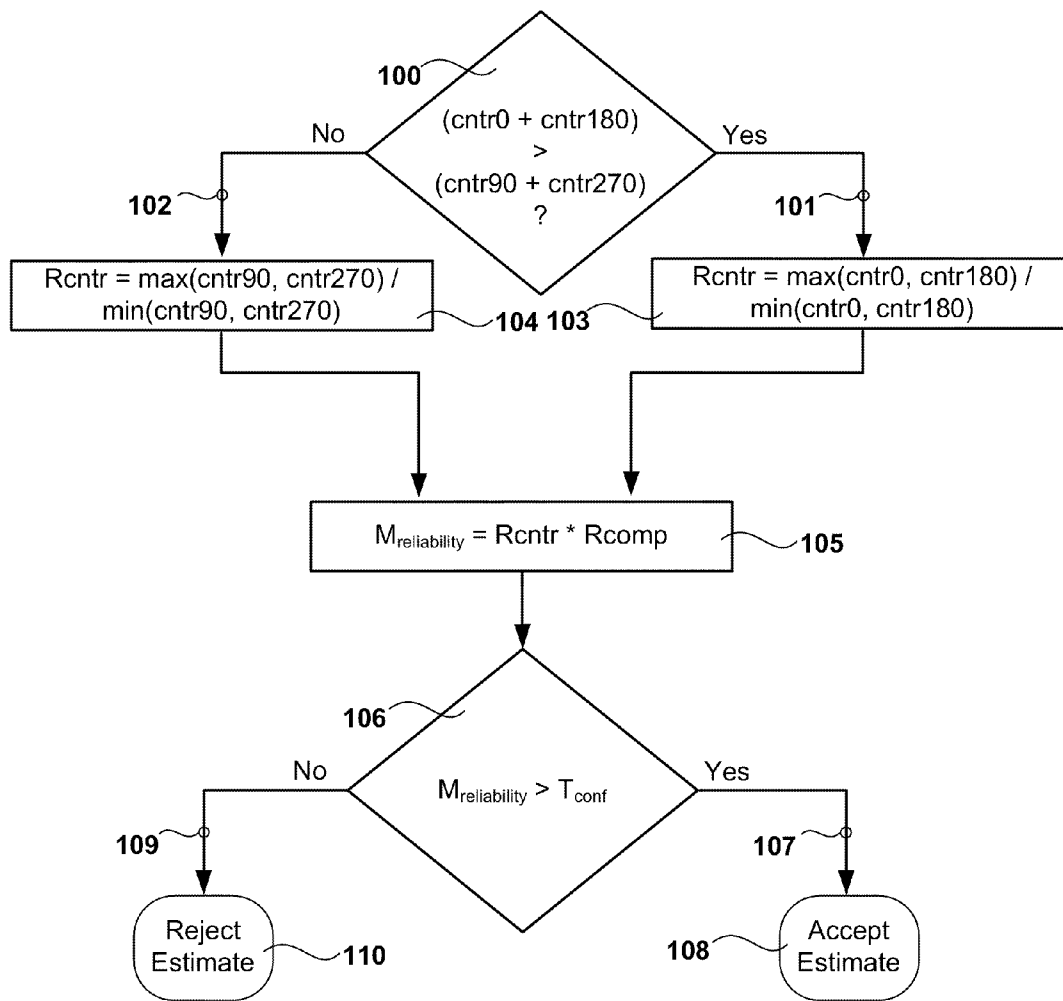 100
(cntr0 + cntr180)
>
(cntr90 + cntr270)
?
No
Yes
102
101
Rcntr = max(cntr90, cntr270) /
min(cntr90, cntr270)
104
103
Rcntr = max(cntr0, cntr180) /
min(cntr0, cntr180)
Mreliability = Rcntr * Rcomp
105
106
No
Yes
Mreliability > Tconf
109
107
Reject
Estimate
110
108
Accept
Estimate